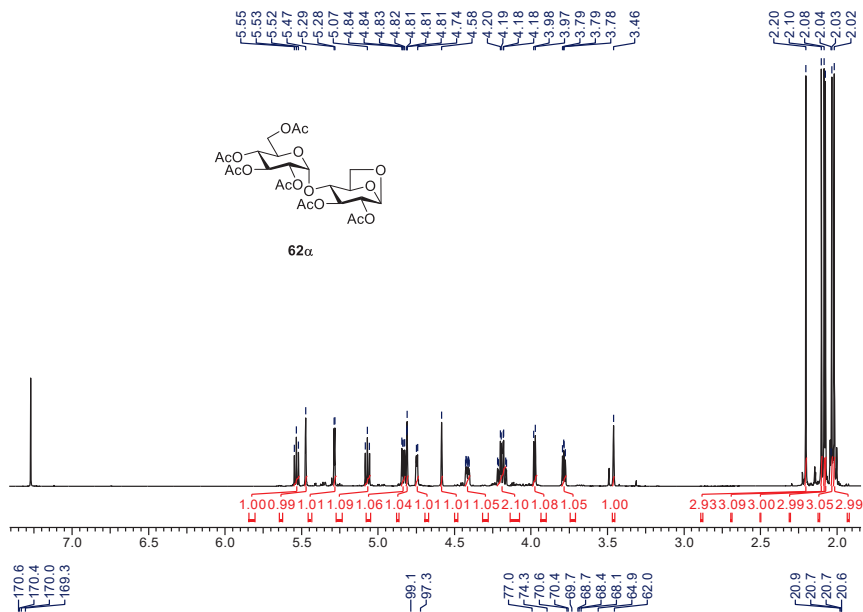 5.55 5.53 5.52 5.47 5.29 5.28 5.07 4.84 4.84 4.83 4.82 4.81 4.81 4.81 4.74 4.58 4.20 4.19 4.18 4.18 3.98 3.97 3.79 3.79 3.78 3.46 2.20 2.10 2.08 2.04 2.03 2.02
OAc
AcO O O
AcO AcO O O
AcO AcO
62α
1.00 0.99 1.01 1.09 1.06 1.04 1.01 1.01 1.05 2.10 1.08 1.05 1.00 2.93 3.09 3.00 2.99 3.05 2.99
7.0 6.5 6.0 5.5 5.0 4.5 4.0 3.5 3.0 2.5 2.0
170.6 170.4 170.0 169.3 99.1 97.3 77.0 74.3 70.6 70.4 69.7 68.7 68.4 68.1 64.9 62.0 20.9 20.7 20.7 20.6